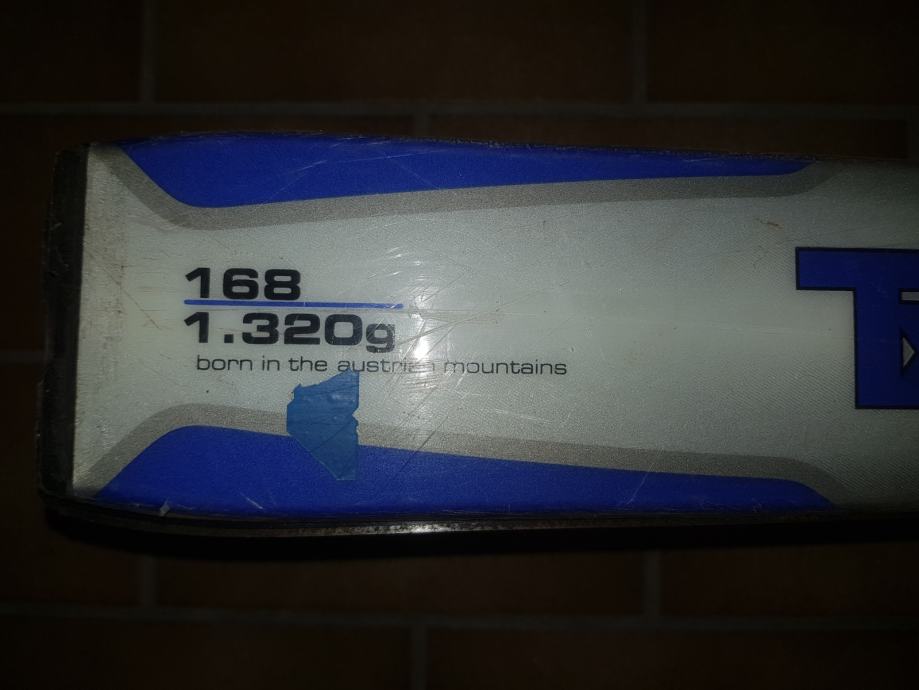 168
1.320g
born in the austrian mountains